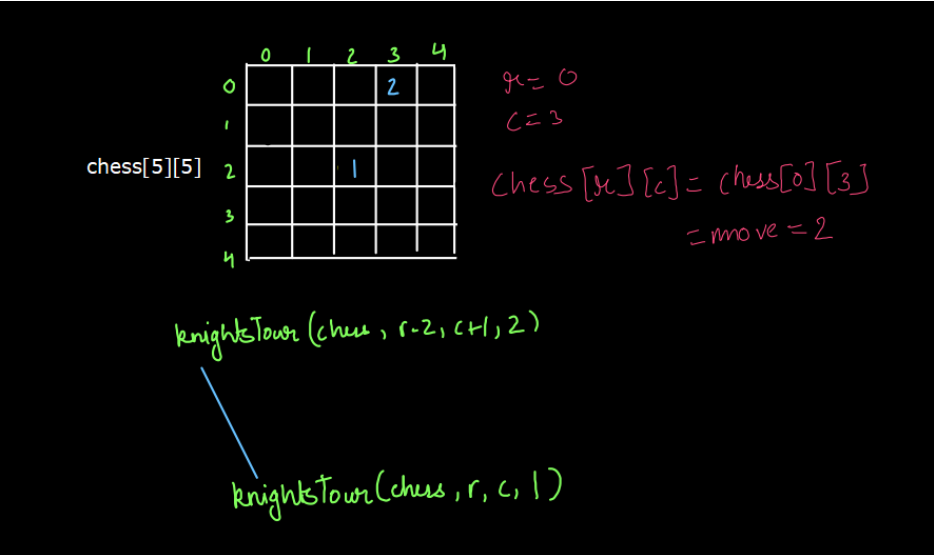 0 1 2 3 4
0 2
1
chess[5][5] 2 1
3
4
r = 0
c = 3
chess[r][c] = chess[0][3]
= move = 2
knightsTour(chess, r-2, c+1, 2)
knightsTour(chess, r, c, 1)